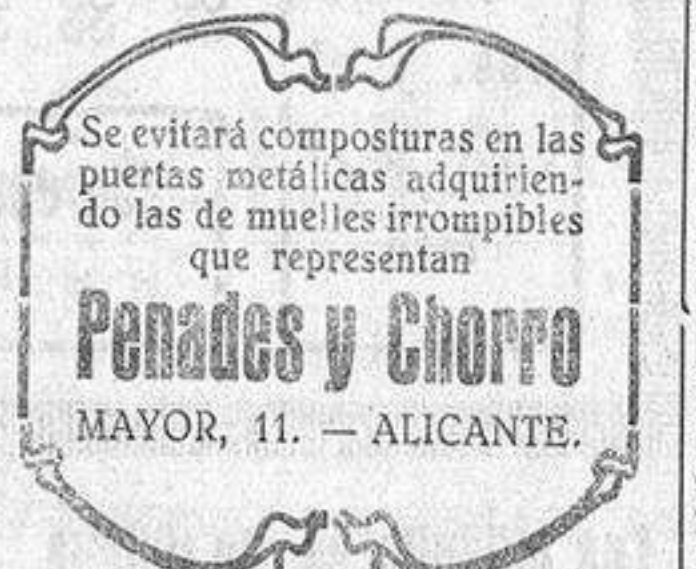 Se evitará composturas en las
puertas metálicas adquirien-
do las de muelles irrompibles
que representan
Penades y Chorro
MAYOR, 11. — ALICANTE.